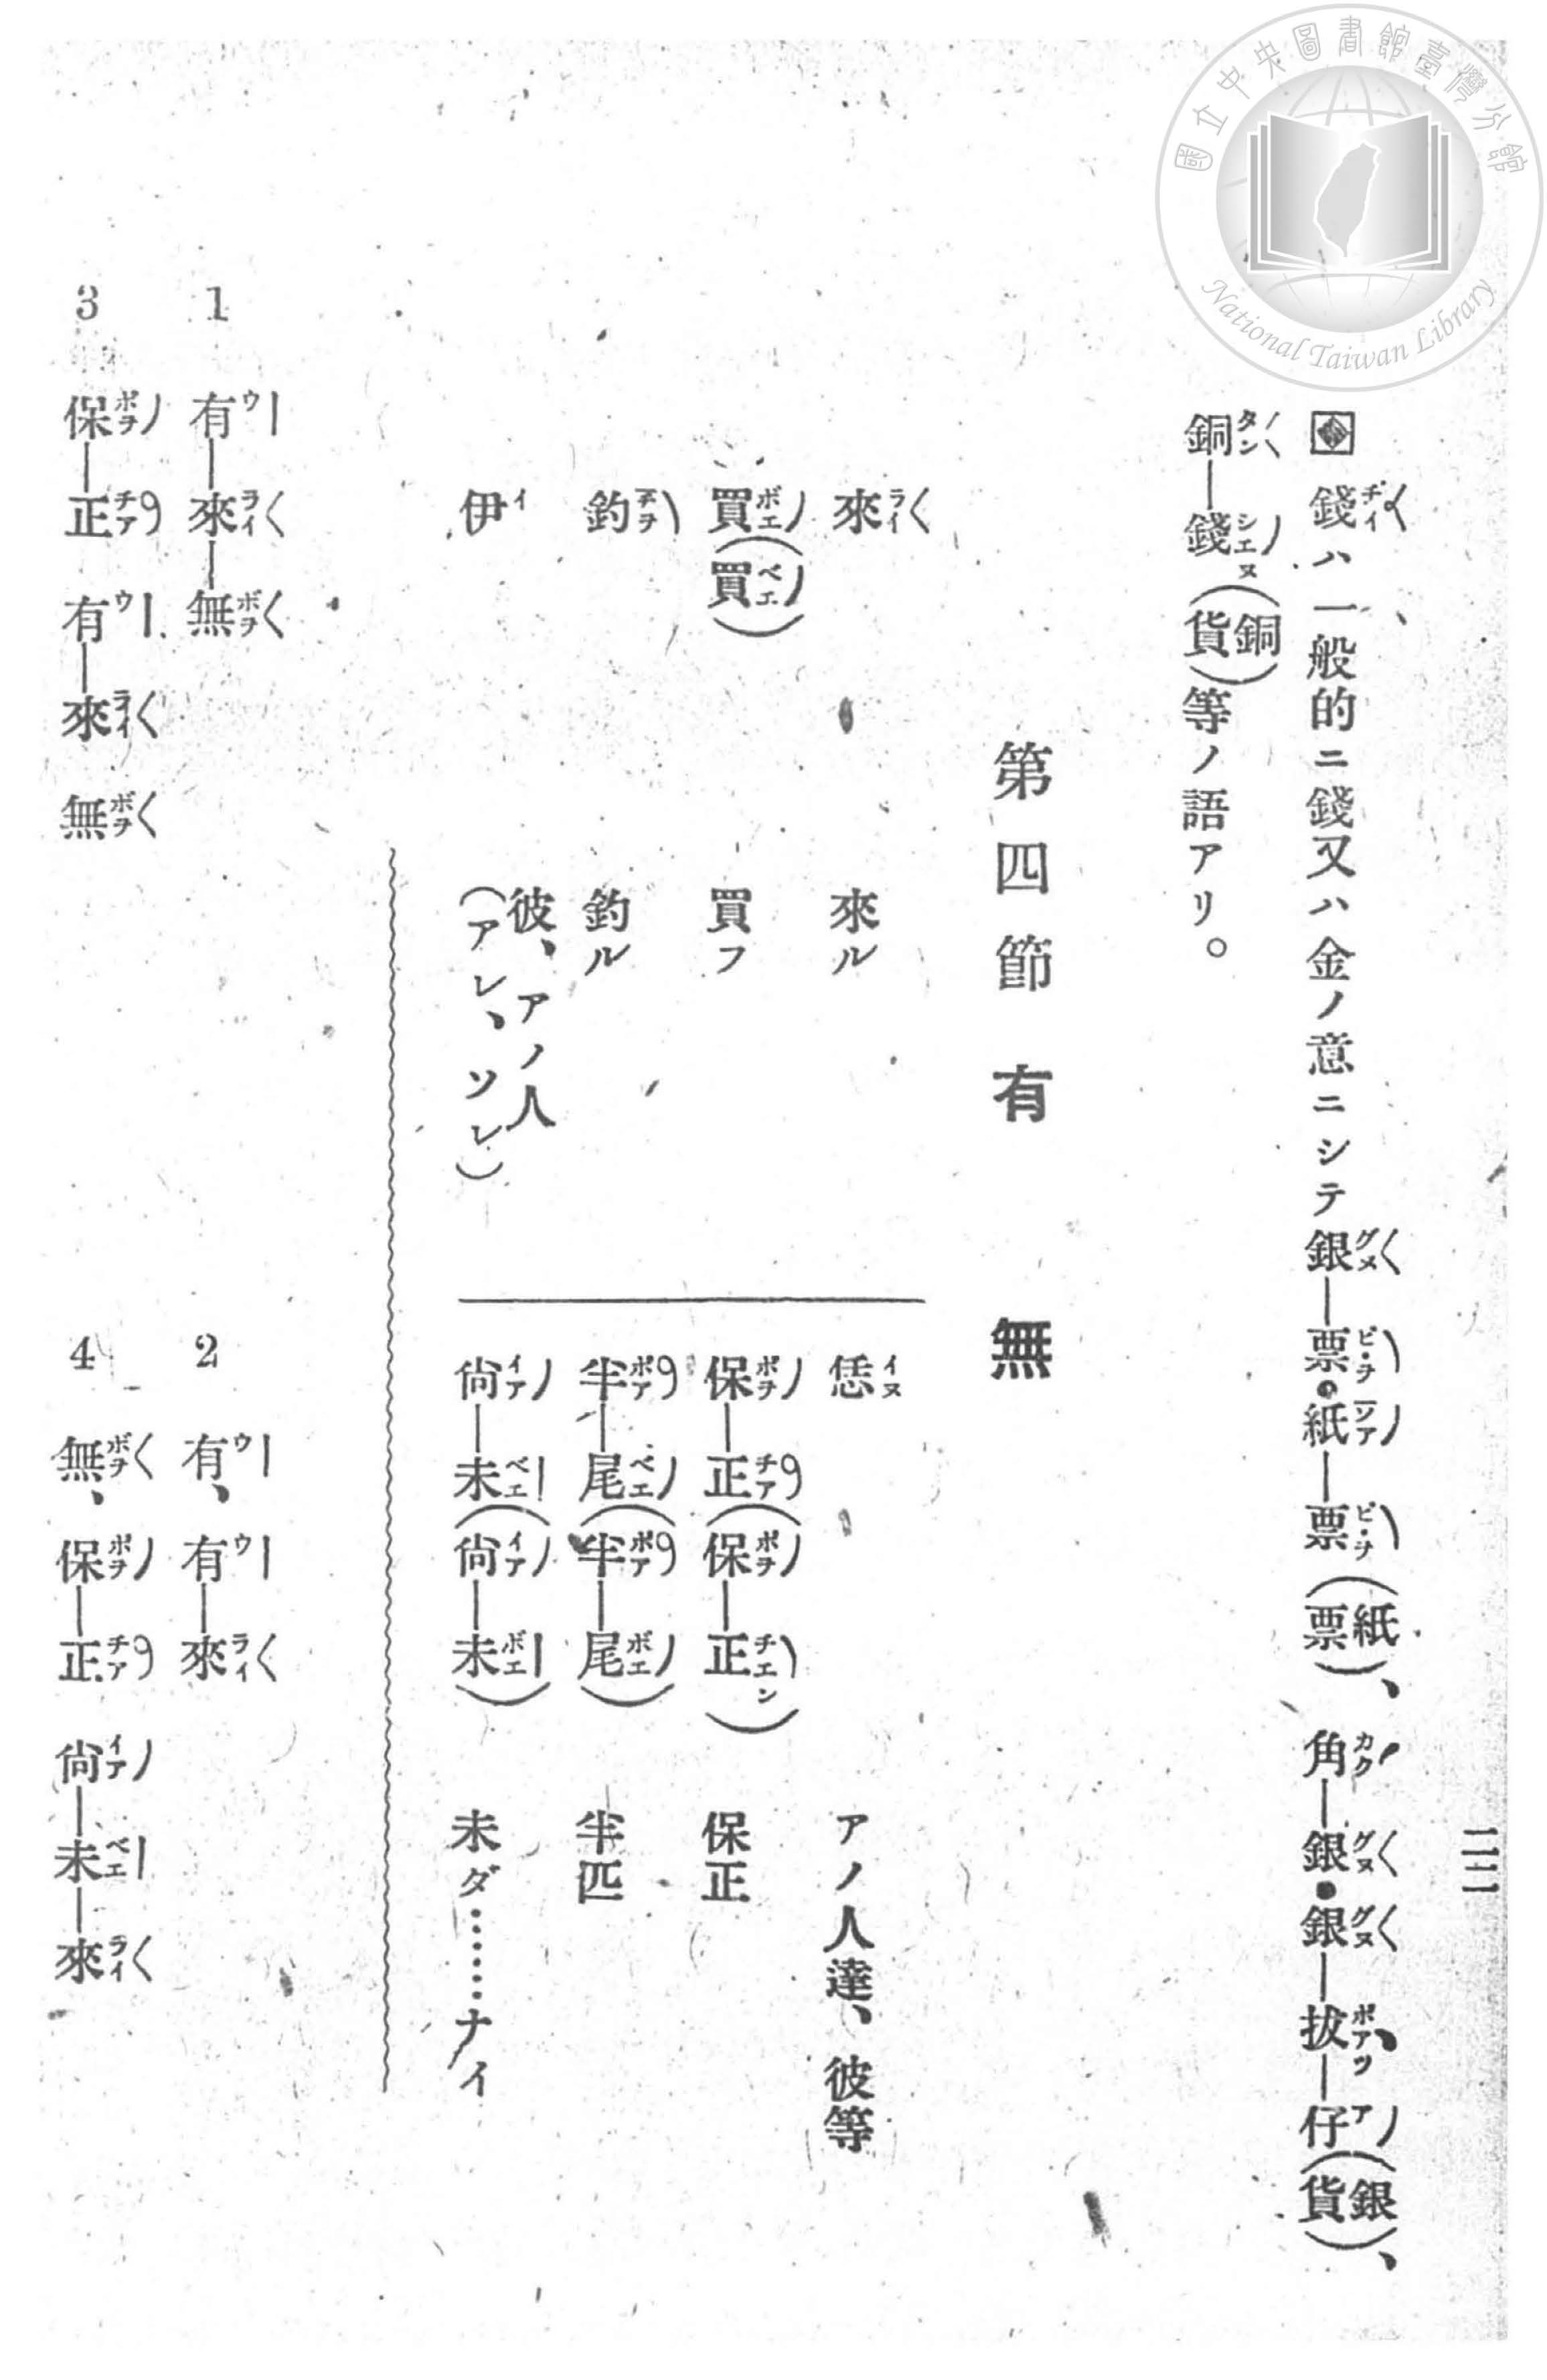 國立中央圖書館臺灣分館
National Taiwan Library
二二
錢ハ一般的ニ錢又ハ金ノ意ニシテ銀―票。紙―票(紙票)、角―銀・銀―拔―仔(銀貨)、
銅―錢(銅貨)等ノ語アリ。
第四節 有 無
來 來ル
買(買) 買フ
釣 釣ル
伊 彼、アノ人(アレ、ソレ)
恁 アノ人達、彼等
保―正(保―正) 保正
半―尾(半―尾) 半匹
尙―未(尙―未) 未ダ……ナイ
1 有―來―無
2 有、有―來
3 保―正 有―來 無
4 無、保―正 尙―未―來